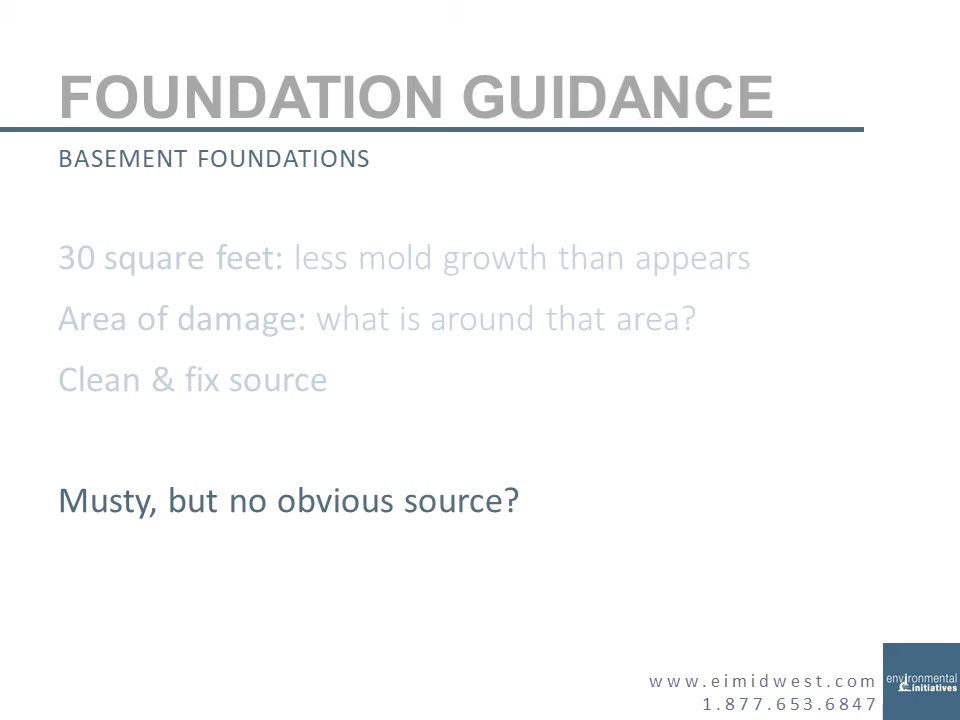 FOUNDATION GUIDANCE
BASEMENT FOUNDATIONS
30 square feet: less mold growth than appears
Area of damage: what is around that area?
Clean & fix source
Musty, but no obvious source?
www.eimidwest.com
1.877.653.6847
environmental
initiatives